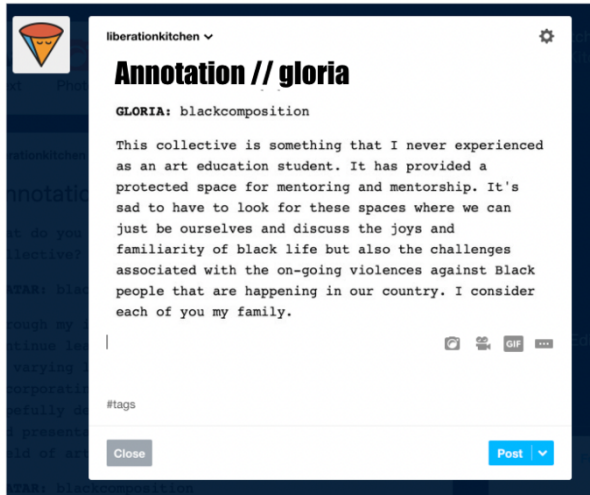 liberationkitchen
Annotation // gloria
GLORIA: blackcomposition
This collective is something that I never experienced
as an art education student. It has provided a
protected space for mentoring and mentorship. It's
sad to have to look for these spaces where we can
just be ourselves and discuss the joys and
familiarity of black life but also the challenges
associated with the on-going violences against Black
people that are happening in our country. I consider
each of you my family.
GIF
#tags
Close
Post